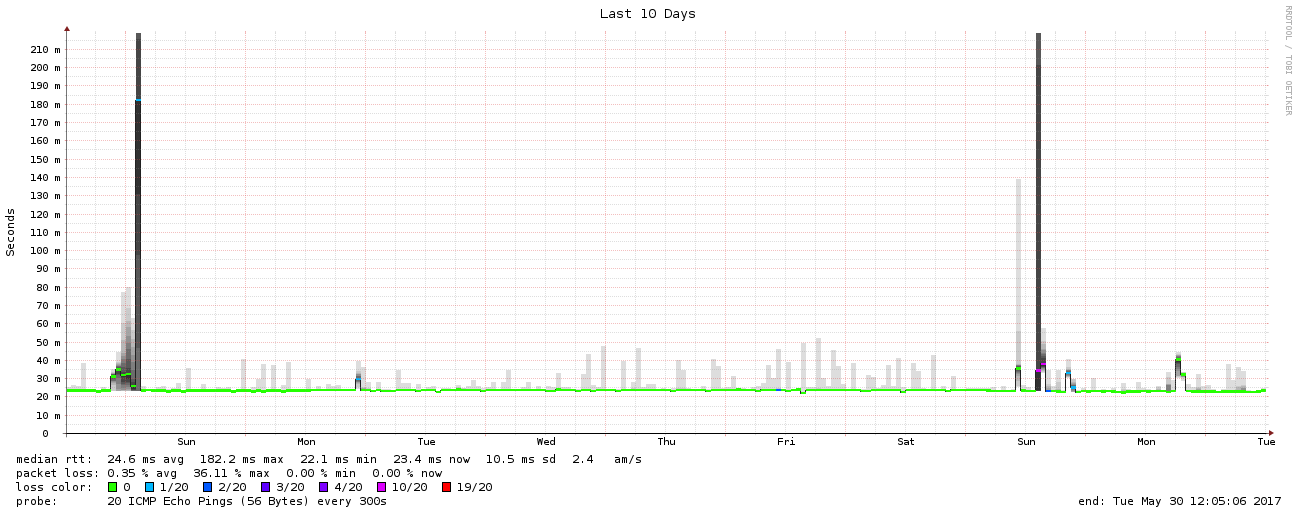 Last 10 Days
RRDTOOL / TOBI OETIKER
Seconds
210 m
200 m
190 m
180 m
170 m
160 m
150 m
140 m
130 m
120 m
110 m
100 m
90 m
80 m
70 m
60 m
50 m
40 m
30 m
20 m
10 m
0
Sun Mon Tue Wed Thu Fri Sat Sun Mon Tue
median rtt: 24.6 ms avg 182.2 ms max 22.1 ms min 23.4 ms now 10.5 ms sd 2.4 am/s
packet loss: 0.35 % avg 36.11 % max 0.00 % min 0.00 % now
loss color: 0 1/20 2/20 3/20 4/20 10/20 19/20
probe: 20 ICMP Echo Pings (56 Bytes) every 300s end: Tue May 30 12:05:06 2017